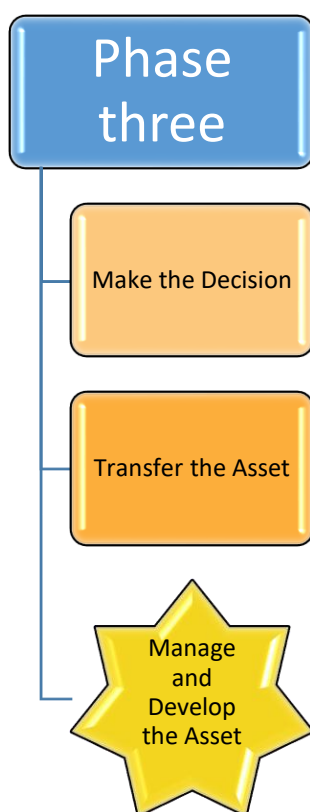 Phase
three
Make the Decision
Transfer the Asset
Manage
and
Develop
the Asset